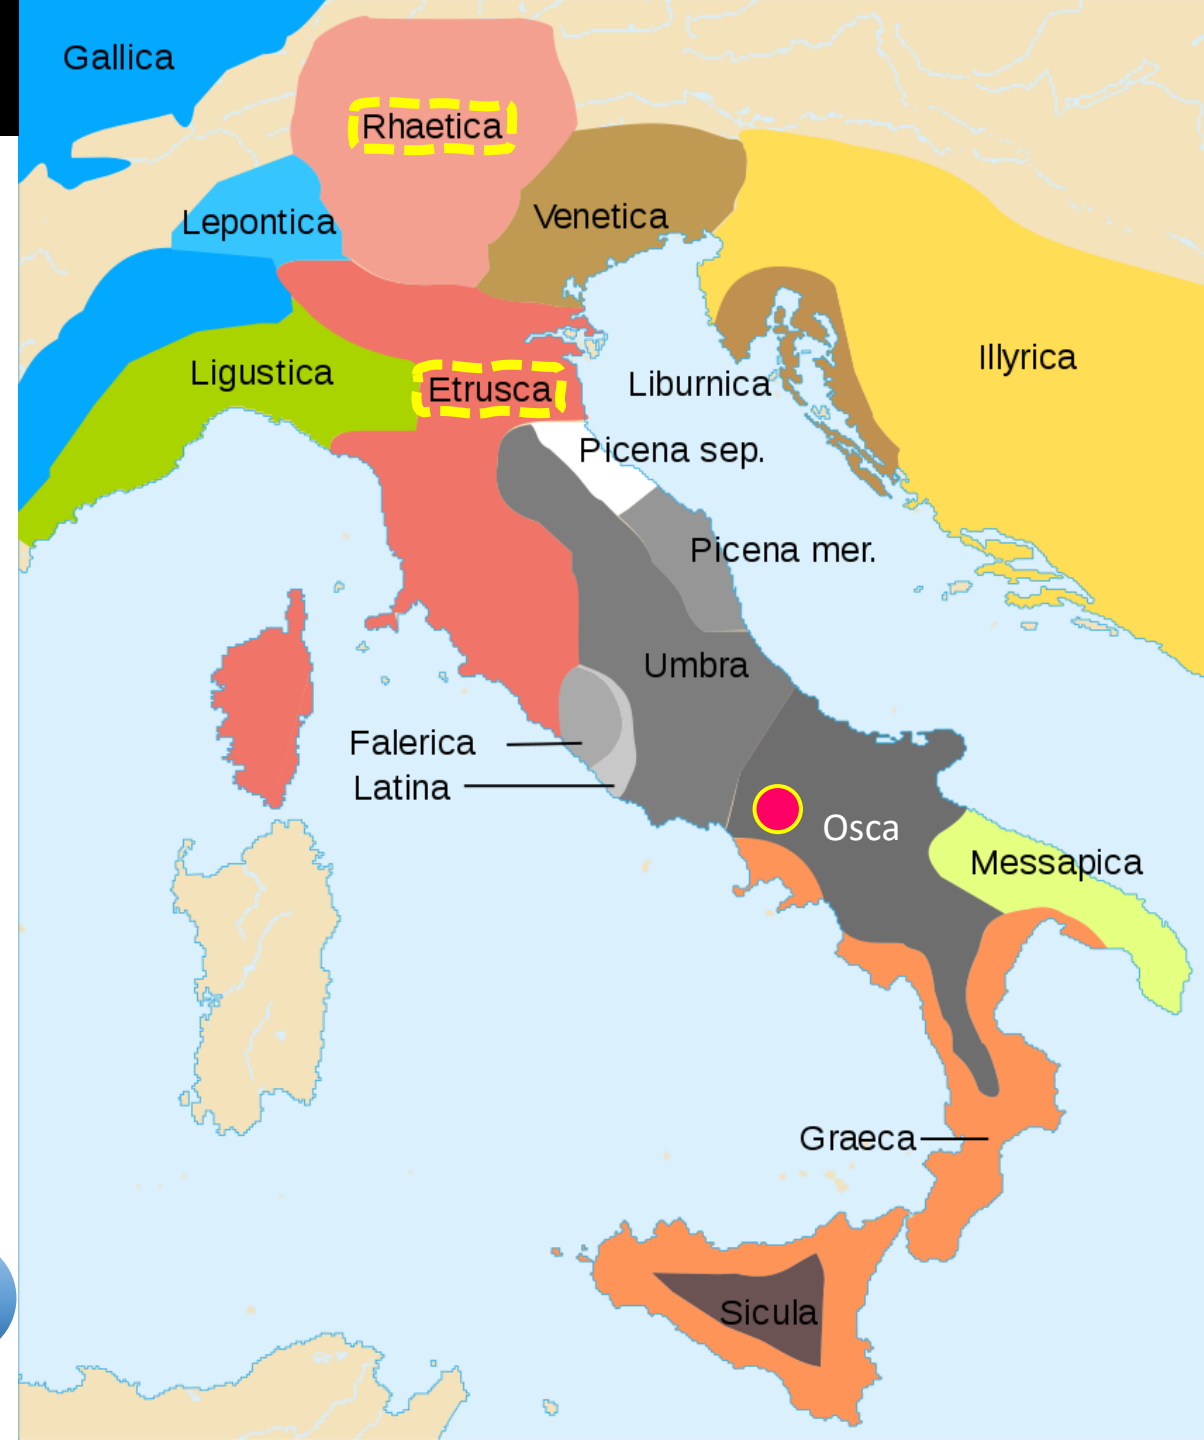 Gallica
Rhaetica
Lepontica
Venetica
Ligustica
Etrusca
Liburnica
Illyrica
Picena sep.
Picena mer.
Umbra
Falerica
Latina
Osca
Messapica
Graeca
Sicula